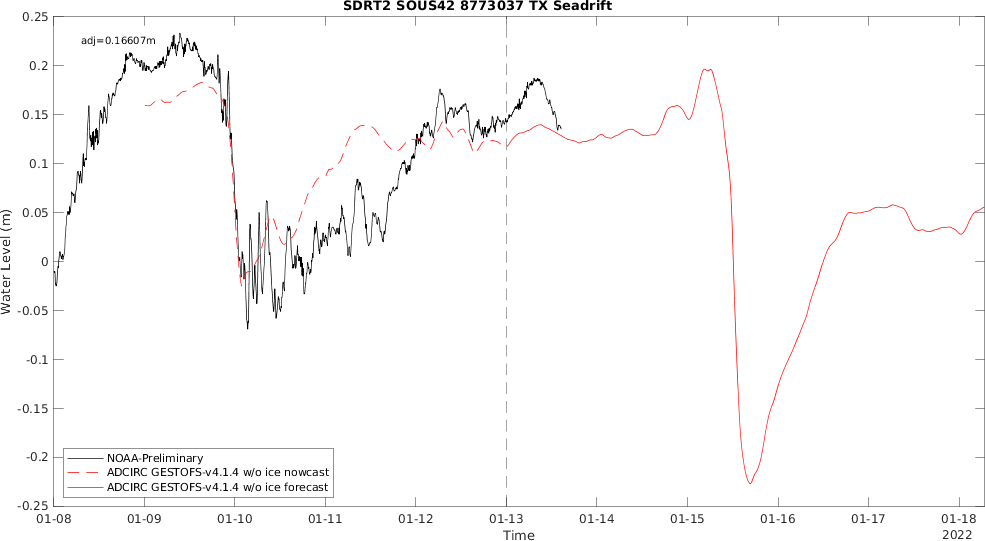 SDRT2 SOUS42 8773037 TX Seadrift
adj=0.16607m
0.25
0.2
0.15
0.1
0.05
0
-0.05
-0.1
-0.15
-0.2
-0.25
Water Level (m)
NOAA-Preliminary
ADCIRC GESTOFS-v4.1.4 w/o ice nowcast
ADCIRC GESTOFS-v4.1.4 w/o ice forecast
01-08 01-09 01-10 01-11 01-12 01-13 01-14 01-15 01-16 01-17 01-18
Time
2022